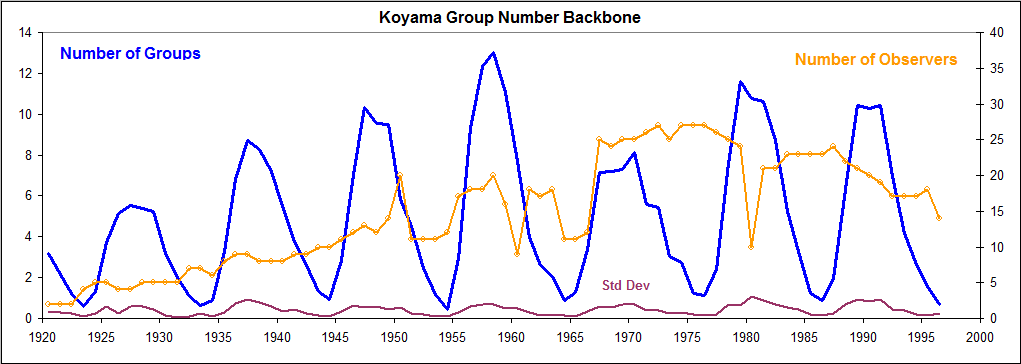 Koyama Group Number Backbone
14 40
Number of Groups
Number of Observers
12 35
30
10
25
8
20
6
15
4
10
2 5
Std Dev
0 0
1920 1925 1930 1935 1940 1945 1950 1955 1960 1965 1970 1975 1980 1985 1990 1995 2000